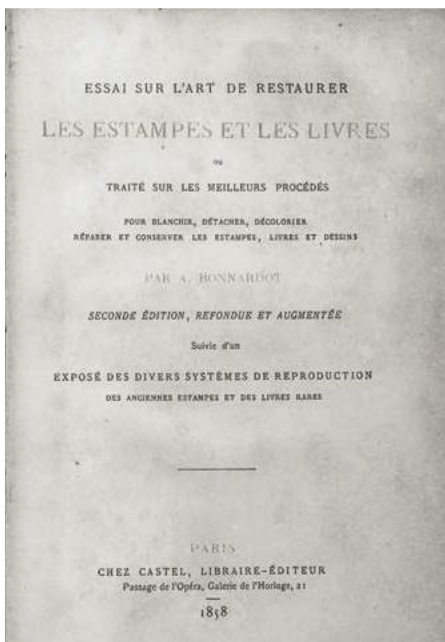 ESSAI SUR L'ART DE RESTAURER
LES ESTAMPES ET LES LIVRES
OU
TRAITÉ SUR LES MEILLEURS PROCÉDÉS
POUR BLANCHIR, DÉTACHER, DÉCOLORIER
RÉPARER ET CONSERVER LES ESTAMPES, LIVRES ET DESSINS
PAR A. BONNARDOT
SECONDE ÉDITION, REFONDUE ET AUGMENTÉE
Suivie d'un
EXPOSÉ DES DIVERS SYSTÈMES DE REPRODUCTION
DES ANCIENNES ESTAMPES ET DES LIVRES RARES
PARIS
CHEZ CASTEL, LIBRAIRE-ÉDITEUR
Passage de l'Opéra, Galerie de l'Horloge, 21
1858